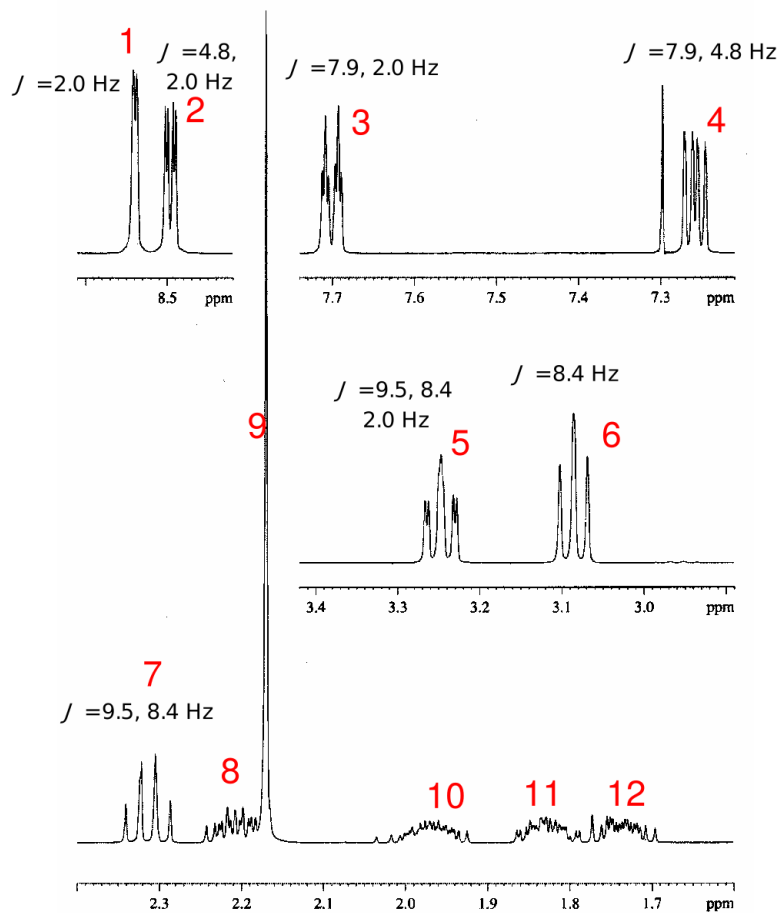 1
J =4.8,
J =2.0 Hz
2.0 Hz
2
J =7.9, 2.0 Hz
3
J =7.9, 4.8 Hz
4
8.5
ppm
7.7
7.6
7.5
7.4
7.3
ppm
9
J =9.5, 8.4
2.0 Hz
5
J =8.4 Hz
6
3.4
3.3
3.2
3.1
3.0
ppm
7
J =9.5, 8.4 Hz
8
10
11
12
2.3
2.2
2.1
2.0
1.9
1.8
1.7
ppm